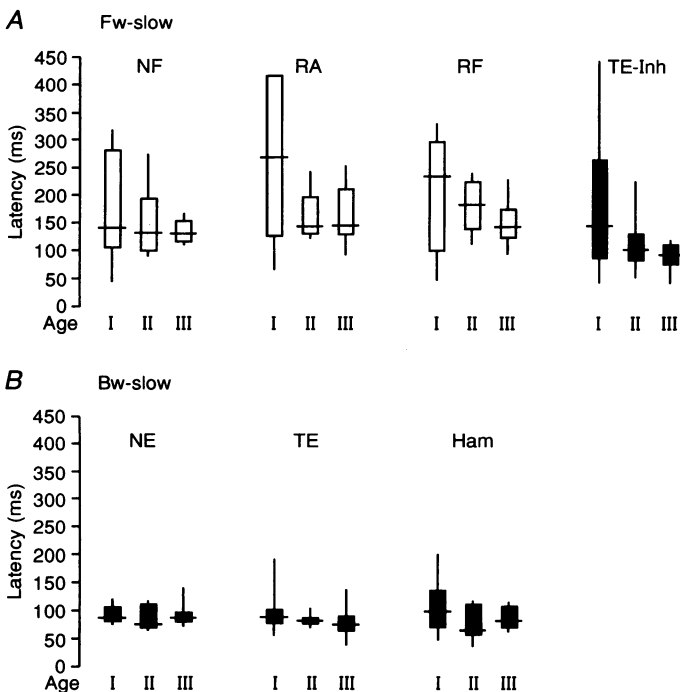 A Fw-slow
NF RA RF TE-Inh
Latency (ms)
450
400
350
300
250
200
150
100
50
0
Age I II III I II III I II III I II III
B Bw-slow
NE TE Ham
Latency (ms)
450
400
350
300
250
200
150
100
50
0
Age I II III I II III I II III